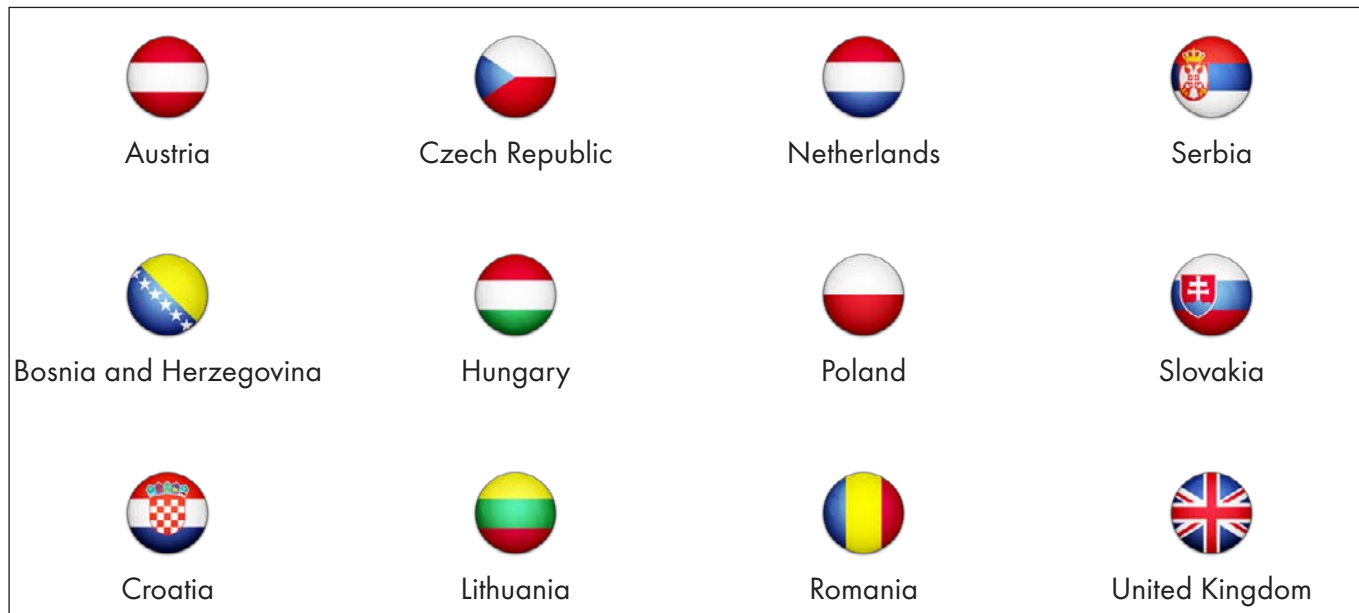 Austria
Czech Republic
Netherlands
Serbia
Bosnia and Herzegovina
Hungary
Poland
Slovakia
Croatia
Lithuania
Romania
United Kingdom